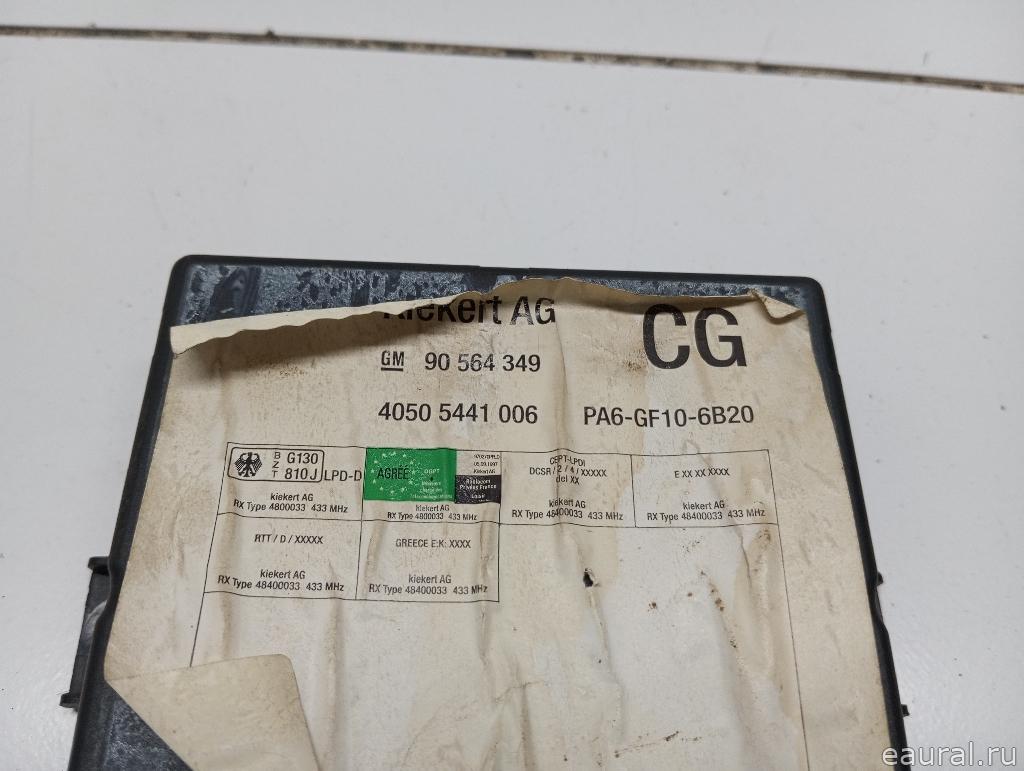 kiekert AG
CG
GM 90 564 349
4050 5441 006 PA6-GF10-6B20
BZT G130
810J LPD-D
kiekert AG
RX Type 4800033 433 MHz
AGRÉE
kiekert AG
RX Type 4800033 433 MHz
CEPT-LPDI
DCSR / 2 / 4 / XXXXX
del XX
kiekert AG
RX Type 48400033 433 MHz
E XX XX XXXX
kiekert AG
RX Type 48400033 433 MHz
RTT / D / XXXXX
kiekert AG
RX Type 48400033 433 MHz
GREECE E:K: XXXX
kiekert AG
RX Type 48400033 433 MHz
eaural.ru